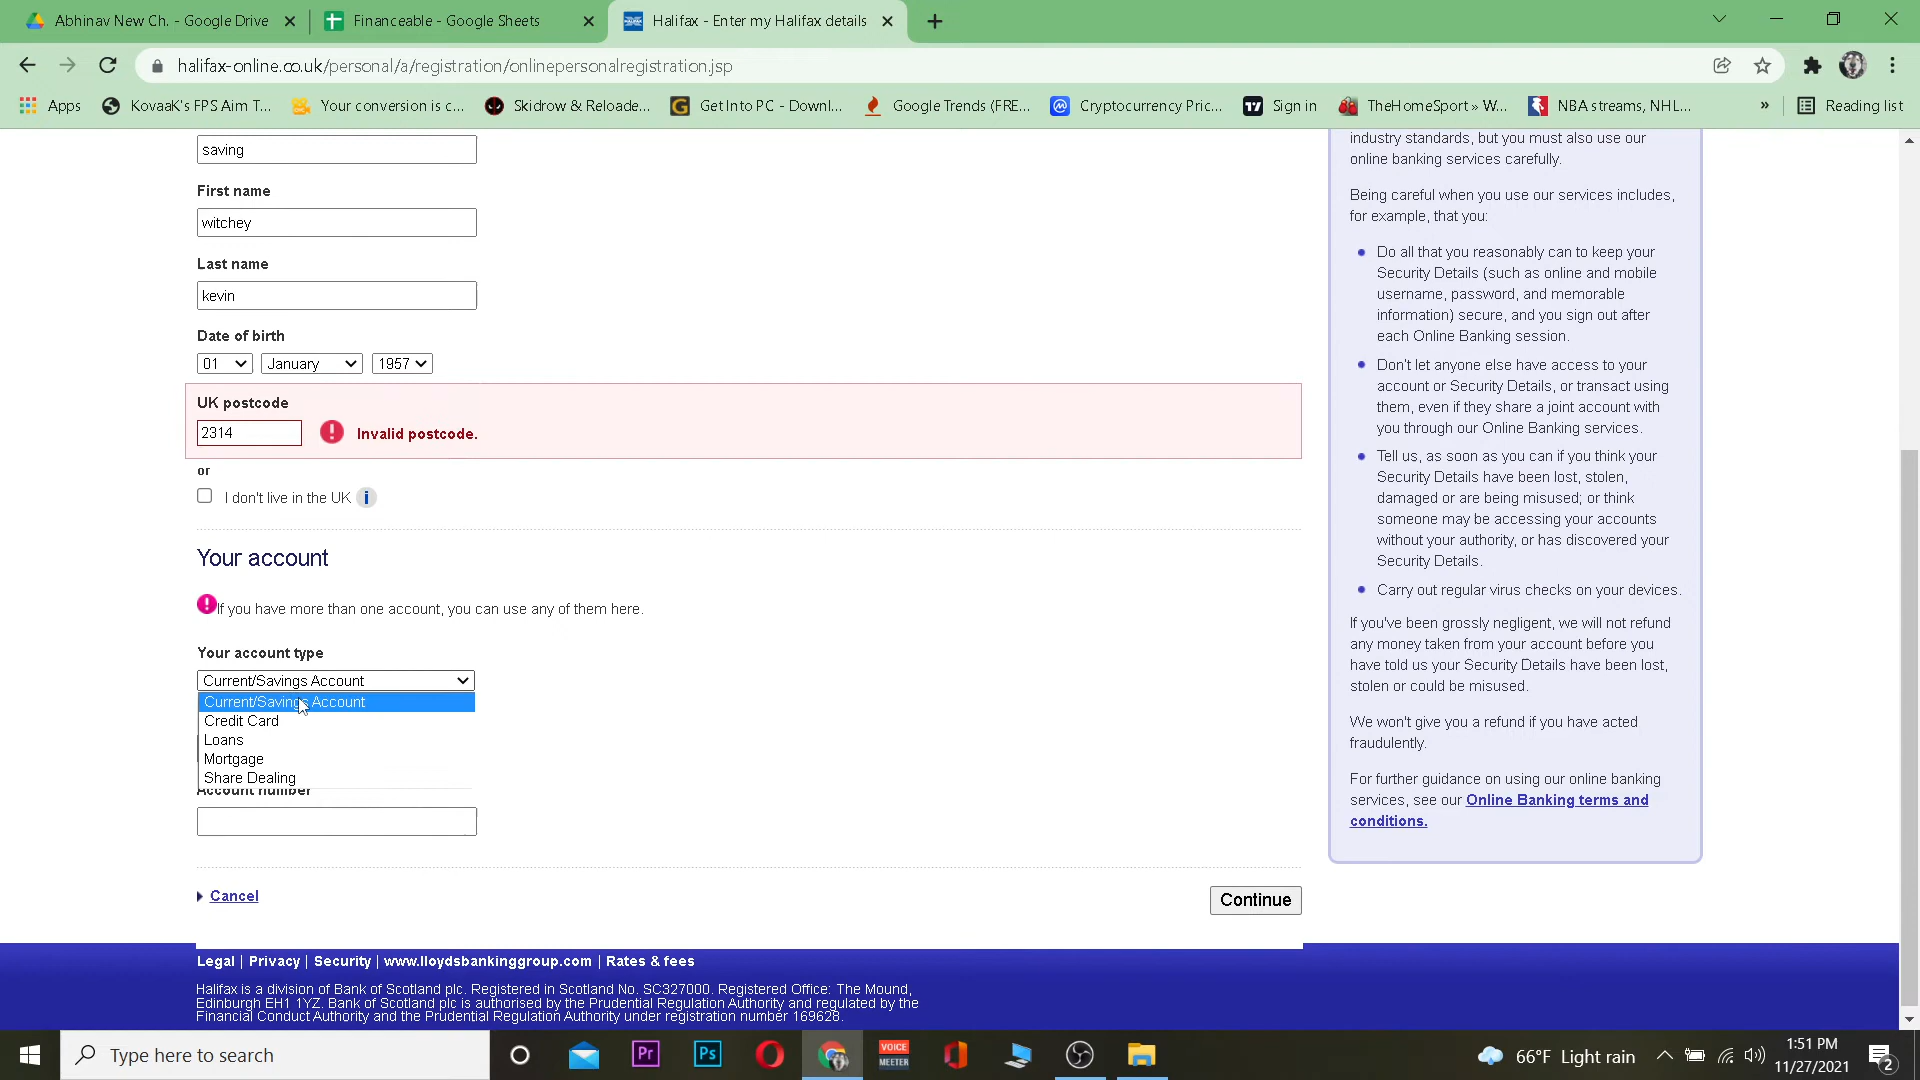 Abhinav New Ch. - Google Drive
Financeable - Google Sheets
Halifax - Enter my Halifax details
halifax-online.co.uk/personal/a/registration/onlinepersonalregistration.jsp
Apps
KovaaK's FPS Aim T...
Your conversion is c...
Skidrow & Reloade...
Get Into PC - Downl...
Google Trends (FRE...
Cryptocurrency Pric...
Sign in
TheHomeSport » W...
NBA streams, NHL...
»
Reading list
saving
First name
witchey
Last name
kevin
Date of birth
01 January 1957
UK postcode
2314
Invalid postcode.
or
I don't live in the UK
Your account
If you have more than one account, you can use any of them here.
Your account type
Current/Savings Account
Current/Savings Account
Credit Card
Loans
Mortgage
Share Dealing
Account number
Cancel
Continue
industry standards, but you must also use our
online banking services carefully.
Being careful when you use our services includes,
for example, that you:
Do all that you reasonably can to keep your
Security Details (such as online and mobile
username, password, and memorable
information) secure, and you sign out after
each Online Banking session.
Don't let anyone else have access to your
account or Security Details, or transact using
them, even if they share a joint account with
you through our Online Banking services.
Tell us, as soon as you can if you think your
Security Details have been lost, stolen,
damaged or are being misused; or think
someone may be accessing your accounts
without your authority, or has discovered your
Security Details.
Carry out regular virus checks on your devices.
If you've been grossly negligent, we will not refund
any money taken from your account before you
have told us your Security Details have been lost,
stolen or could be misused.
We won't give you a refund if you have acted
fraudulently.
For further guidance on using our online banking
services, see our Online Banking terms and
conditions.
Legal | Privacy | Security | www.lloydsbankinggroup.com | Rates & fees
Halifax is a division of Bank of Scotland plc. Registered in Scotland No. SC327000. Registered Office: The Mound,
Edinburgh EH1 1YZ. Bank of Scotland plc is authorised by the Prudential Regulation Authority and regulated by the
Financial Conduct Authority and the Prudential Regulation Authority under registration number 169628.
Type here to search
Pr
Ps
VOICE
MEETER
66°F Light rain
1:51 PM
11/27/2021
2